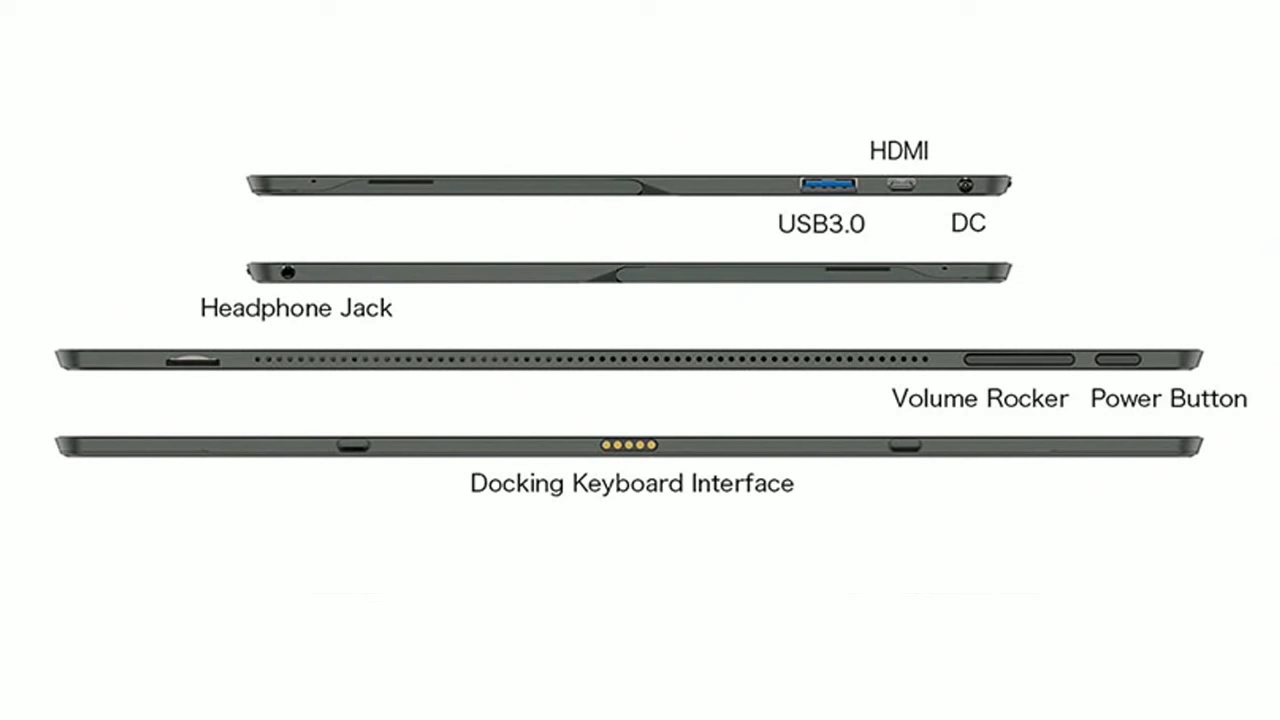 HDMI
USB3.0
DC
Headphone Jack
Volume Rocker
Power Button
Docking Keyboard Interface